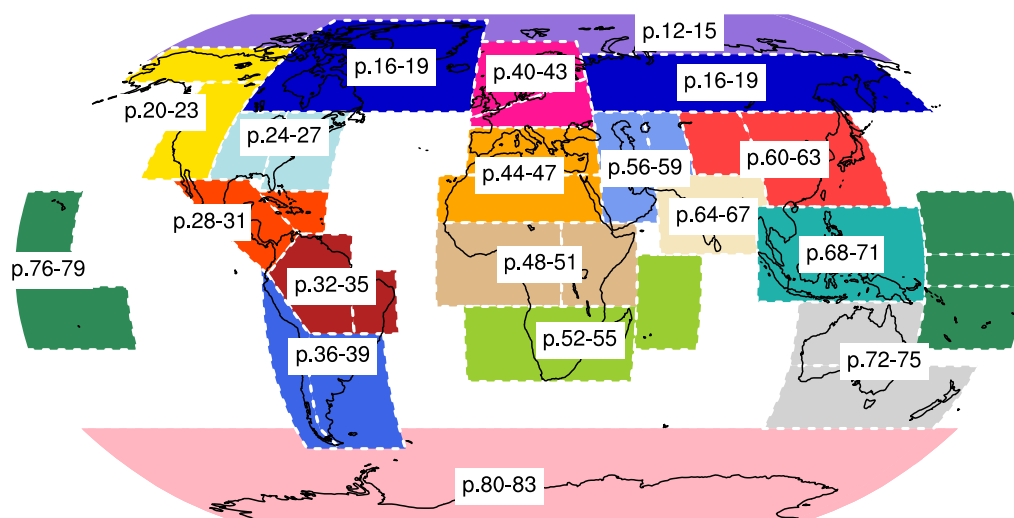 p.12-15
p.16-19
p.40-43
p.16-19
p.20-23
p.24-27
p.44-47
p.56-59
p.60-63
p.28-31
p.64-67
p.76-79
p.32-35
p.48-51
p.68-71
p.36-39
p.52-55
p.72-75
p.80-83